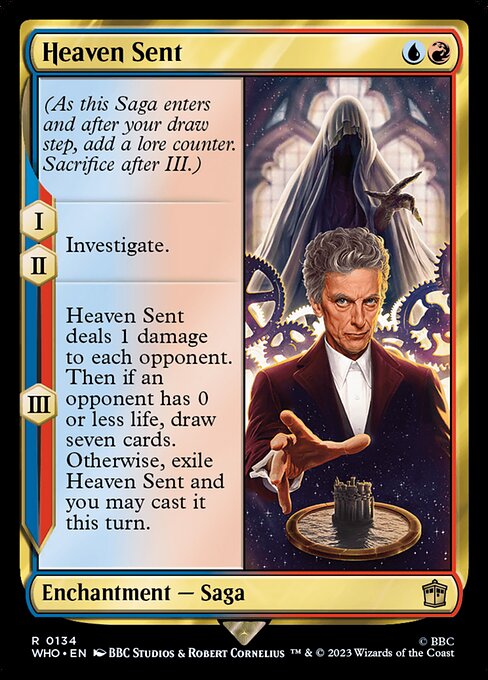 Heaven Sent
(As this Saga enters
and after your draw
step, add a lore counter.
Sacrifice after III.)
I
Investigate.
II
Heaven Sent
deals 1 damage
to each opponent.
Then if an
opponent has 0
or less life, draw
seven cards.
III
Otherwise, exile
Heaven Sent and
you may cast it
this turn.
Enchantment — Saga
R 0134
WHO • EN BBC Studios & Robert Cornelius ™ & © 2023 Wizards of the Coast
© BBC